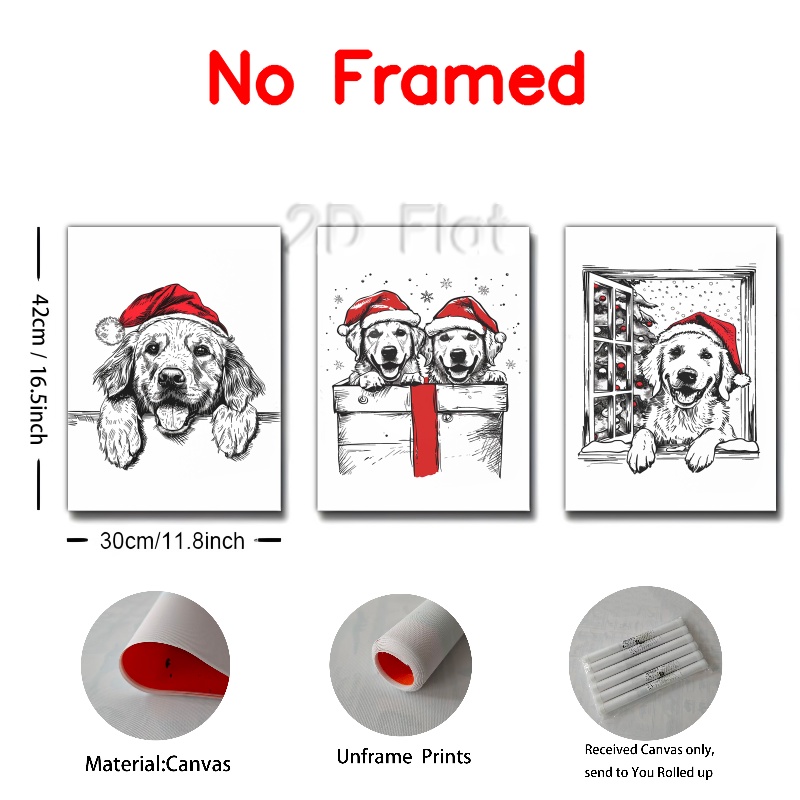 No Framed
2D Flat
42cm / 16.5inch
30cm/11.8inch
Material:Canvas
Unframe Prints
Received Canvas only,
send to You Rolled up